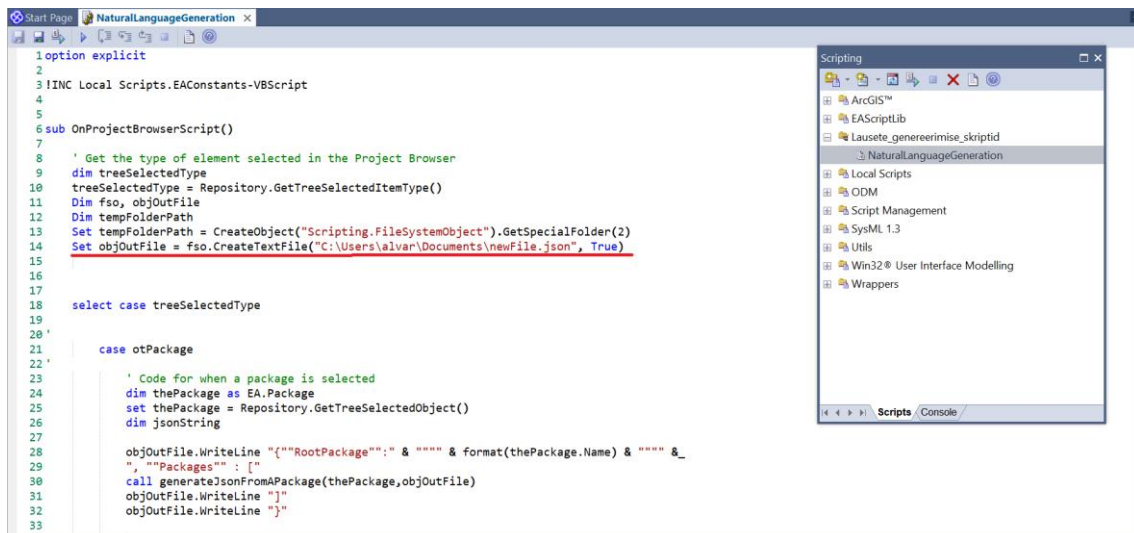 Start Page NaturalLanguageGeneration ×
1 option explicit
2
3 !INC Local Scripts.EAConstants-VBScript
4
5
6 sub OnProjectBrowserScript()
7
8 ' Get the type of element selected in the Project Browser
9 dim treeSelectedType
10 treeSelectedType = Repository.GetTreeSelectedItemType()
11 Dim fso, objOutFile
12 Dim tempFolderPath
13 Set tempFolderPath = CreateObject("Scripting.FileSystemObject").GetSpecialFolder(2)
14 Set objOutFile = fso.CreateTextFile("C:\Users\alvar\Documents\newFile.json", True)
15
16
17
18 select case treeSelectedType
19
20 '
21 case otPackage
22 '
23 ' Code for when a package is selected
24 dim thePackage as EA.Package
25 set thePackage = Repository.GetTreeSelectedObject()
26 dim jsonString
27
28 objOutFile.WriteLine "{""RootPackage"":" & """" & format(thePackage.Name) & """" &_
29 ", ""Packages"" : ["
30 call generateJsonFromAPackage(thePackage,objOutFile)
31 objOutFile.WriteLine "]"
32 objOutFile.WriteLine "}"
33
Scripting
ArcGIS™
EAScriptLib
Lausete_genereerimise_skriptid
NaturalLanguageGeneration
Local Scripts
ODM
Script Management
SysML 1.3
Utils
Win32® User Interface Modelling
Wrappers
Scripts Console